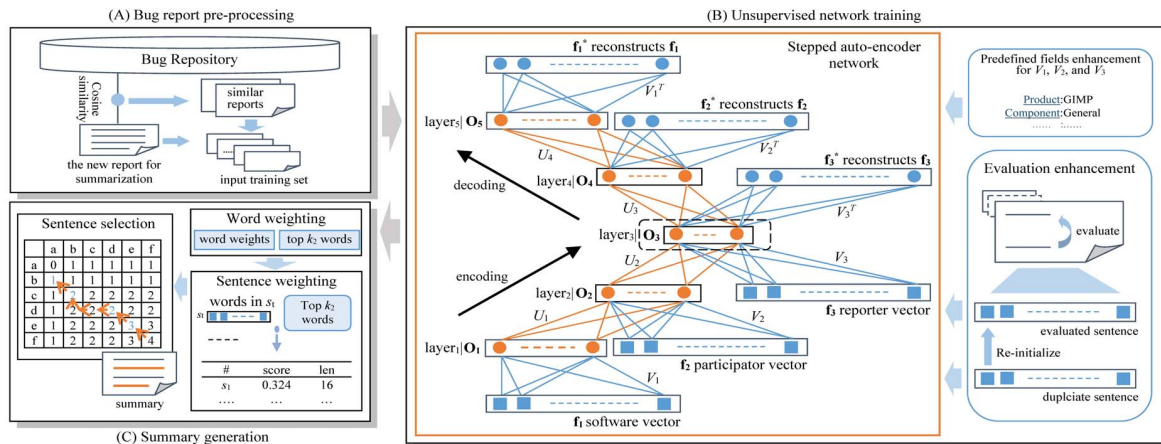 (A) Bug report pre-processing
Bug Repository
Cosine
similarity
similar
reports
.....
the new report for
summarization
input training set
(B) Unsupervised network training
Stepped auto-encoder
network
f₁* reconstructs f₁
V₁ᵀ
layer₅| O₅
f₂* reconstructs f₂
V₂ᵀ
U₄
layer₄| O₄
f₃* reconstructs f₃
decoding
U₃
V₃ᵀ
layer₃| O₃
U₂
V₃
encoding
layer₂| O₂
f₃ reporter vector
U₁
V₂
layer₁| O₁
f₂ participator vector
V₁
f₁ software vector
Predefined fields enhancement
for V₁, V₂, and V₃
Product:GIMP
Component:General
...... :......
Evaluation enhancement
evaluate
evaluated sentence
Re-initialize
duplciate sentence
Sentence selection
a b c d e f
a 0 1 1 1 1 1
b 1 1 1 1 1 1
c 1 2 2 2 2 2
d 1 2 2 2 2 2
e 1 2 2 2 3 3
f 1 2 2 2 3 4
summary
Word weighting
word weights
top k₂ words
Sentence weighting
words in s₁
s₁
Top k₂
words
# score len
s₁ 0.324 16
.... ... ....
(C) Summary generation